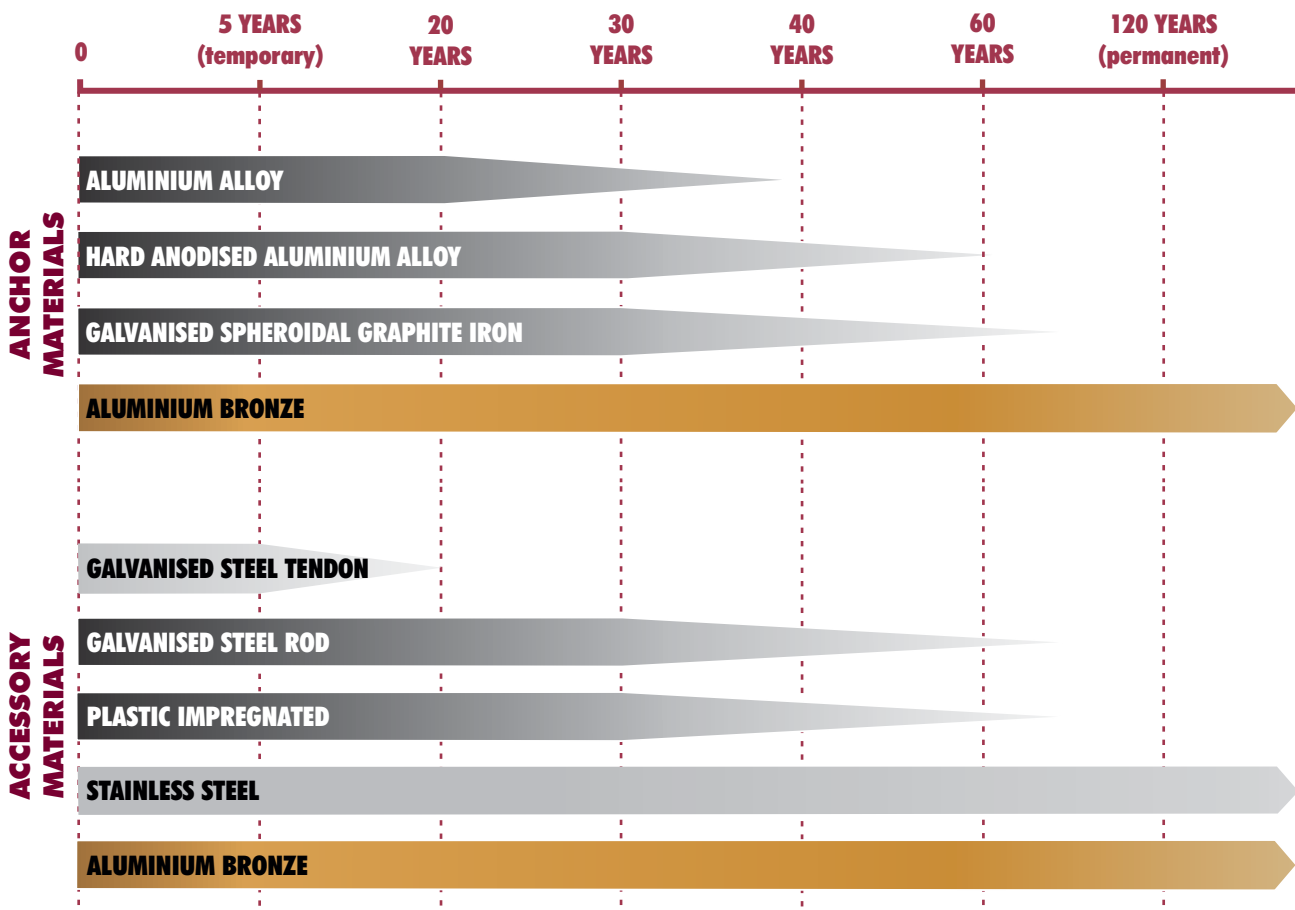 0
5 YEARS
(temporary)
20
YEARS
30
YEARS
40
YEARS
60
YEARS
120 YEARS
(permanent)
ANCHOR
MATERIALS
ALUMINIUM ALLOY
HARD ANODISED ALUMINIUM ALLOY
GALVANISED SPHEROIDAL GRAPHITE IRON
ALUMINIUM BRONZE
ACCESSORY
MATERIALS
GALVANISED STEEL TENDON
GALVANISED STEEL ROD
PLASTIC IMPREGNATED
STAINLESS STEEL
ALUMINIUM BRONZE